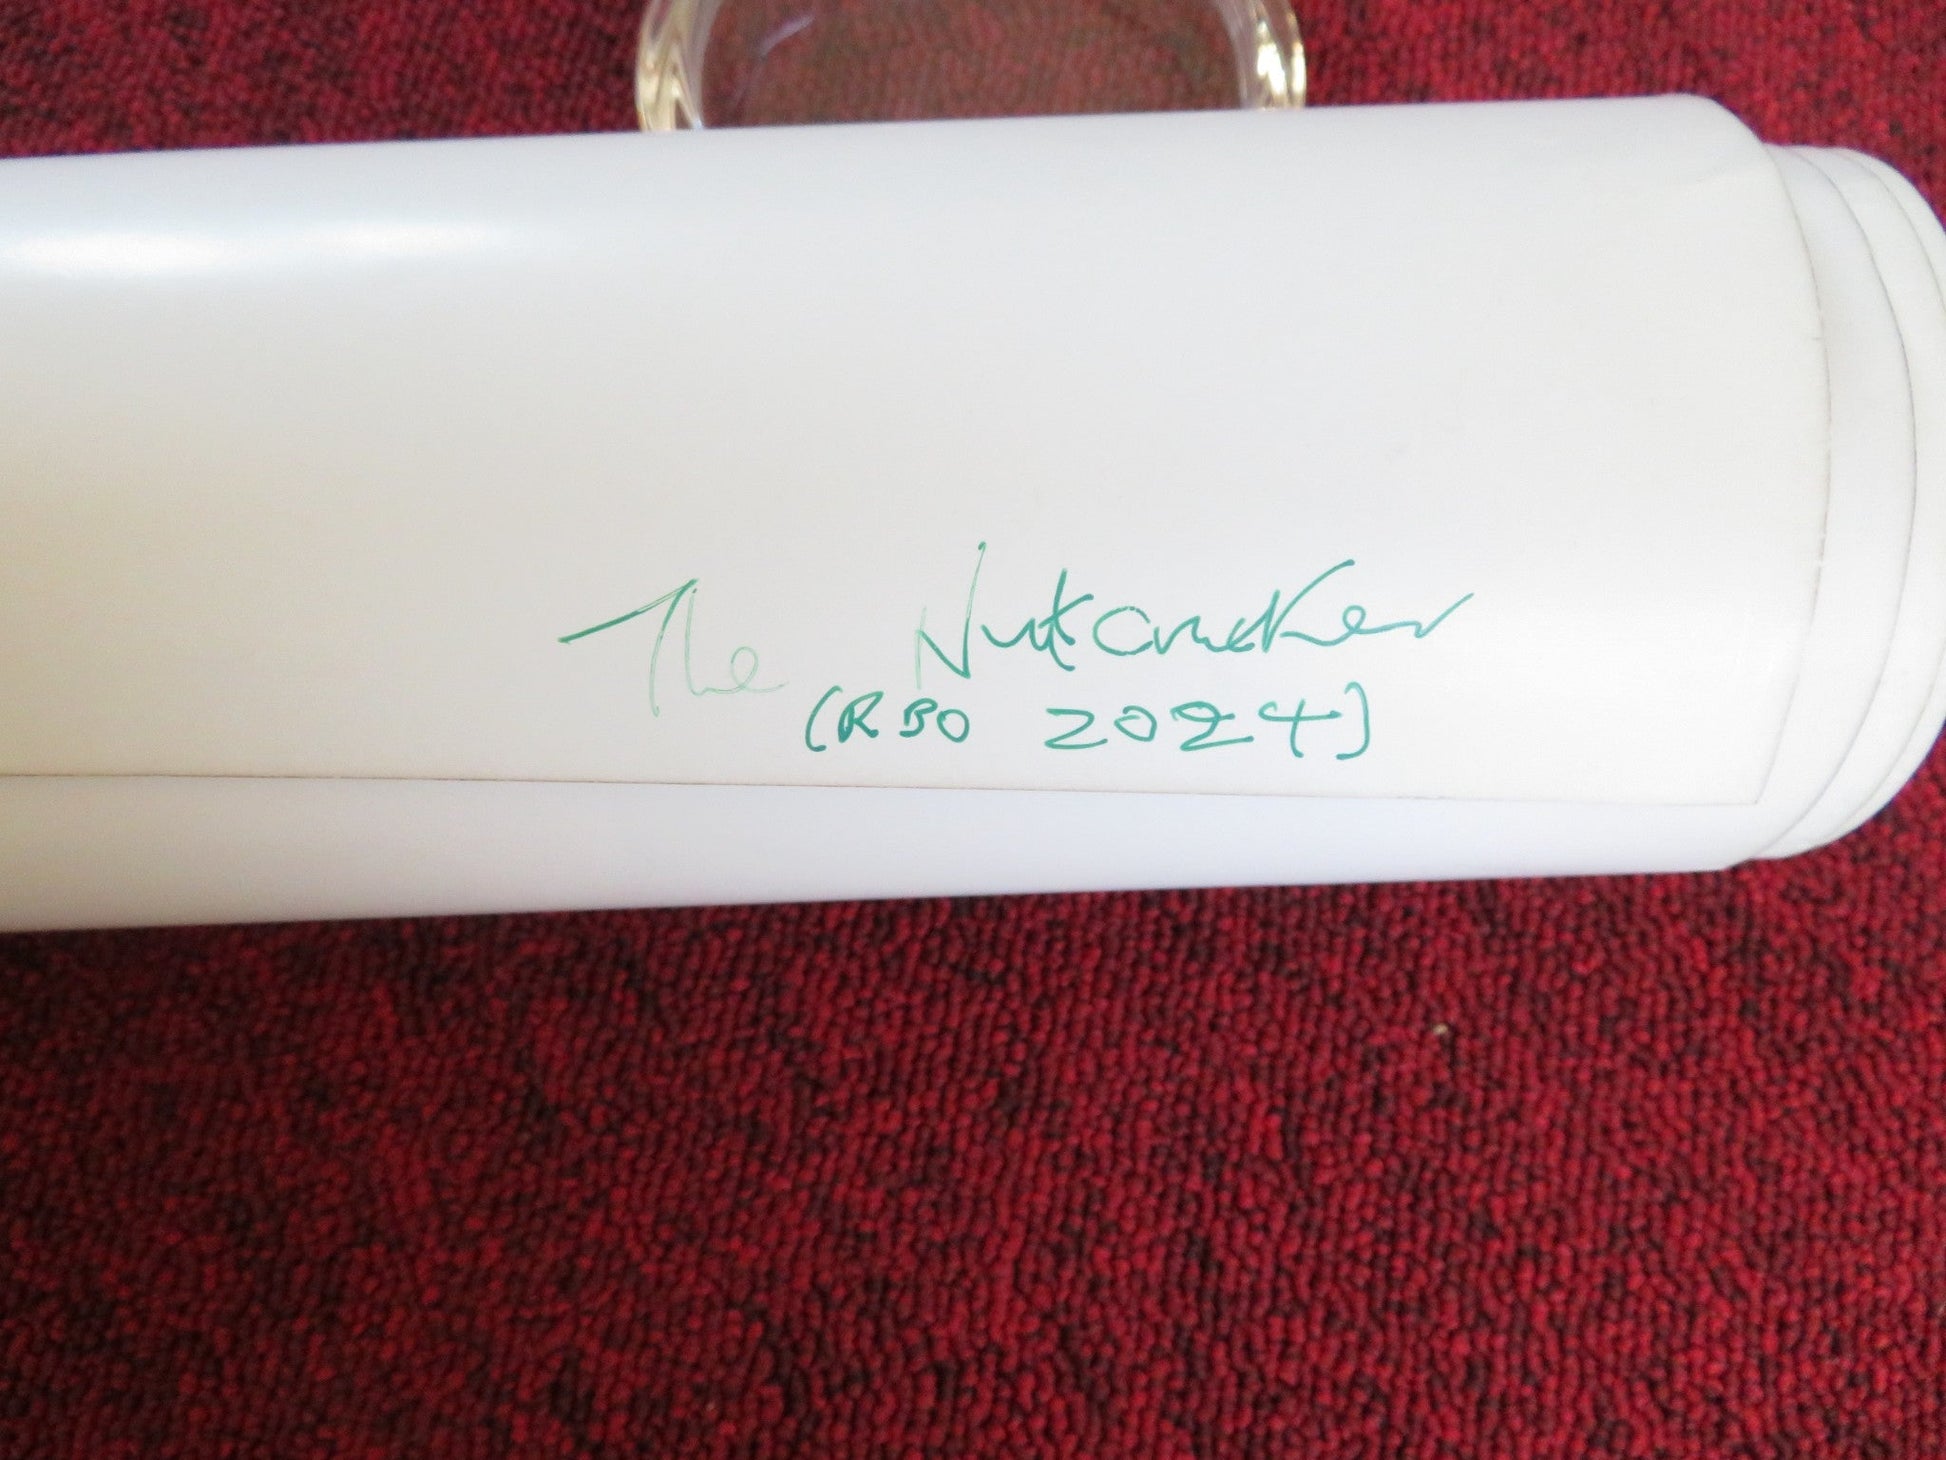 The Nutcracker
(RBO 2024)